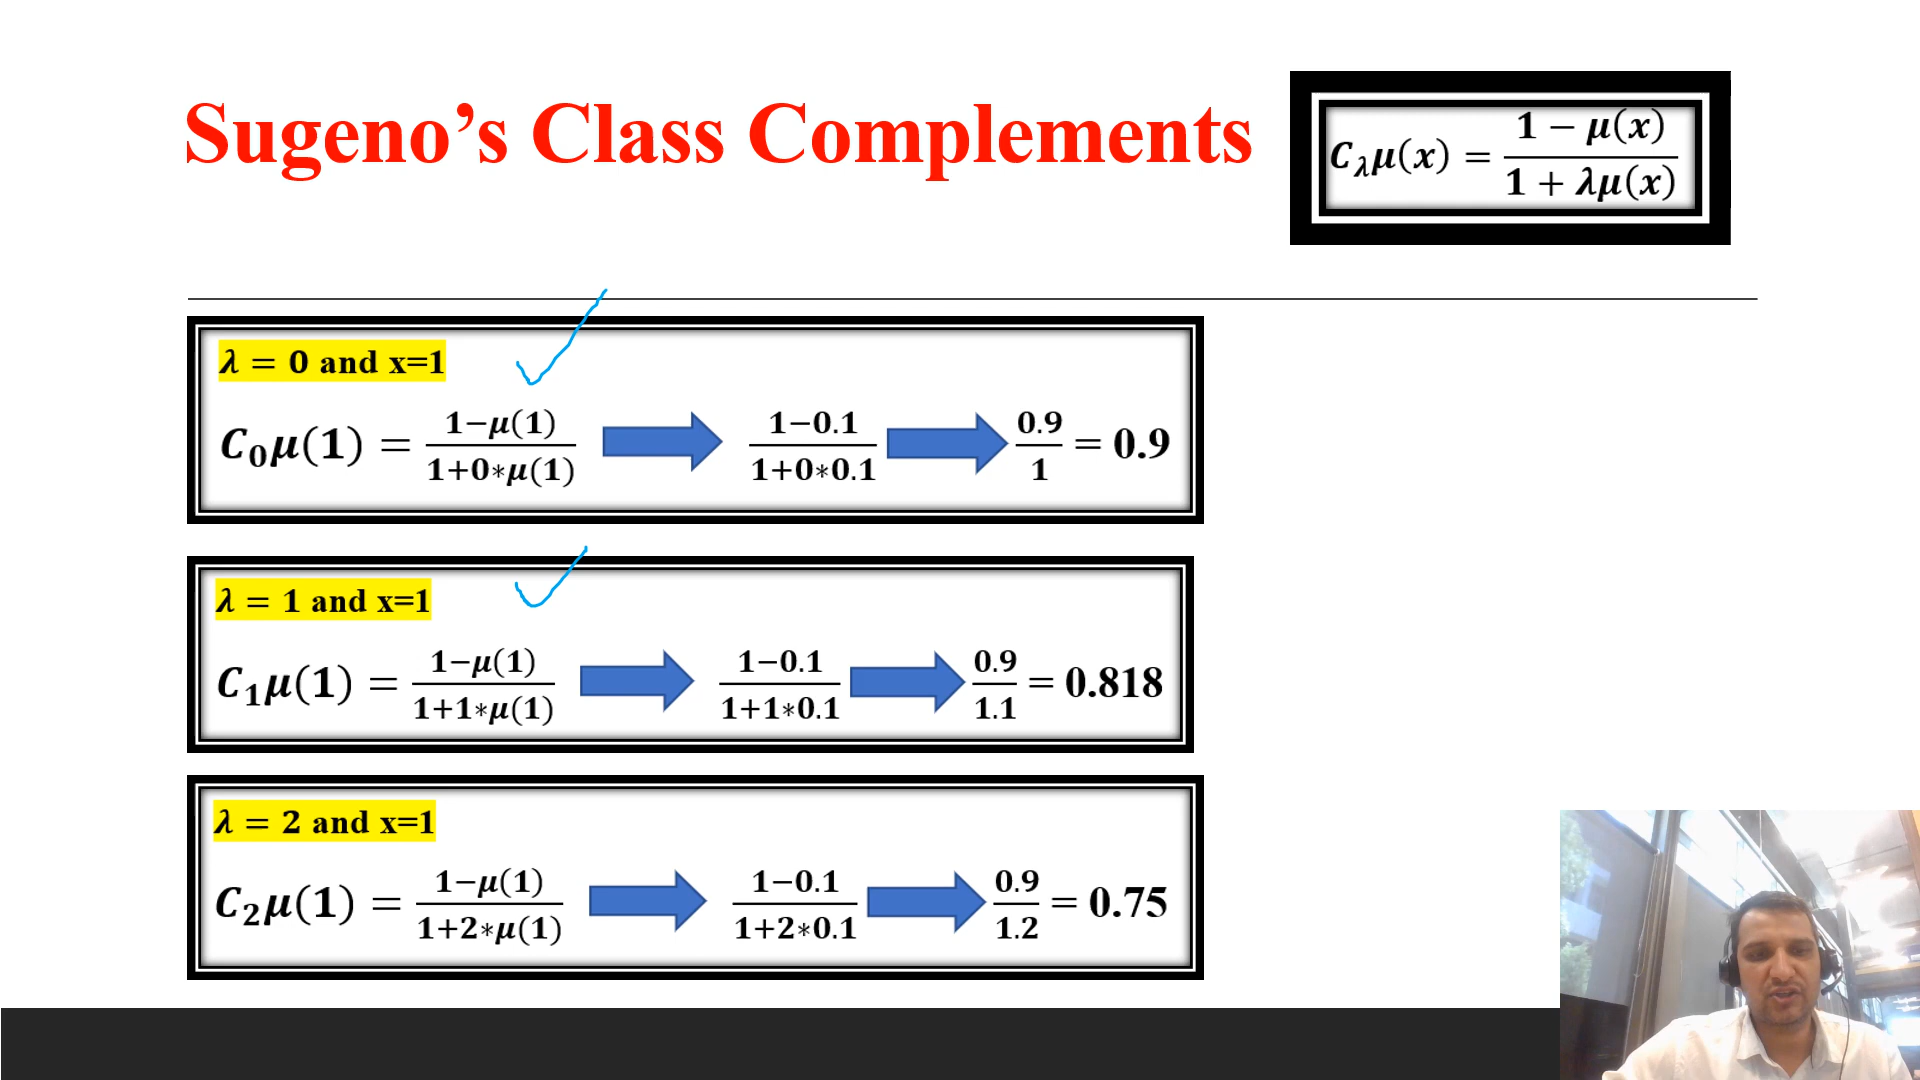 Sugeno’s Class Complements
C_λμ(x) = (1 − μ(x))/(1 + λμ(x))
λ = 0 and x=1
C₀μ(1) = (1−μ(1))/(1+0∗μ(1)) (1−0.1)/(1+0∗0.1) 0.9/1 = 0.9
λ = 1 and x=1
C₁μ(1) = (1−μ(1))/(1+1∗μ(1)) (1−0.1)/(1+1∗0.1) 0.9/1.1 = 0.818
λ = 2 and x=1
C₂μ(1) = (1−μ(1))/(1+2∗μ(1)) (1−0.1)/(1+2∗0.1) 0.9/1.2 = 0.75